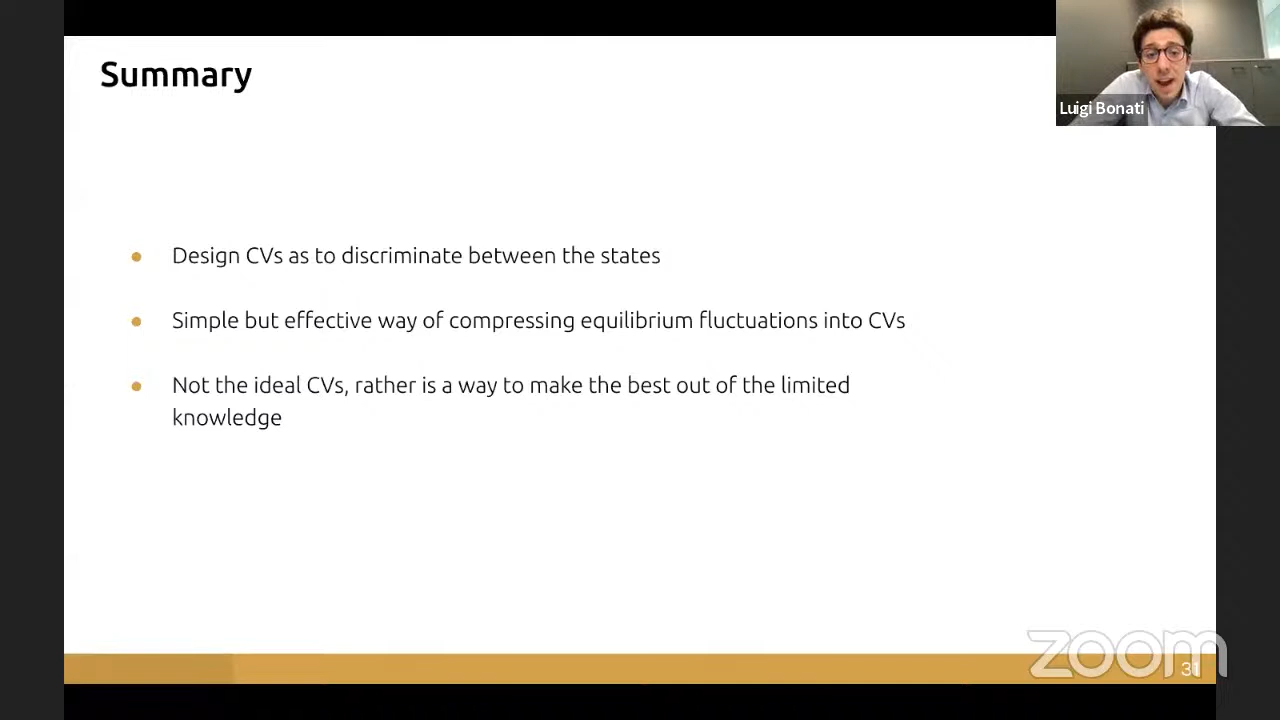 Summary
Luigi Bonati
Design CVs as to discriminate between the states
Simple but effective way of compressing equilibrium fluctuations into CVs
Not the ideal CVs, rather is a way to make the best out of the limited
knowledge
zoom
31